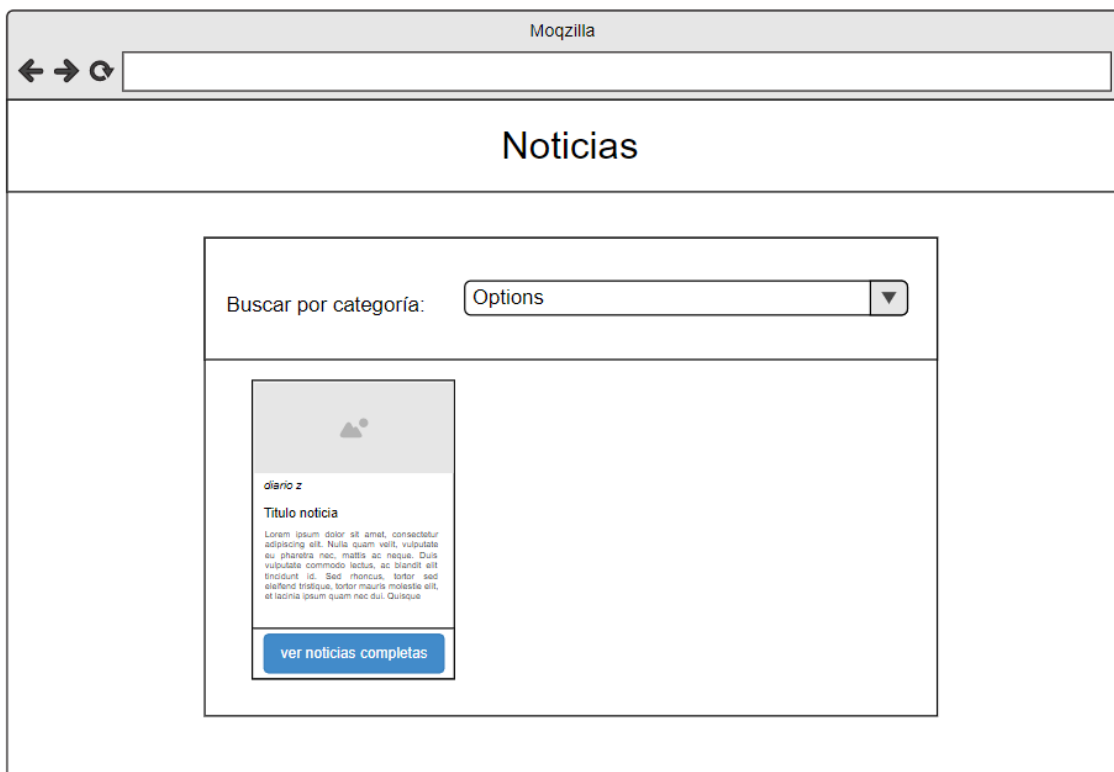 Moqzilla
Noticias
Buscar por categoría:
Options
diario z
Titulo noticia
Lorem ipsum dolor sit amet, consectetur
adipiscing elit. Nulla quam velit, vulputate
eu pharetra nec, mattis ac neque. Duis
vulputate commodo lectus, ac blandit elit
tincidunt id. Sed rhoncus, tortor sed
eleifend tristique, tortor mauris molestie elit,
et lacinia ipsum quam nec dui. Quisque
ver noticias completas